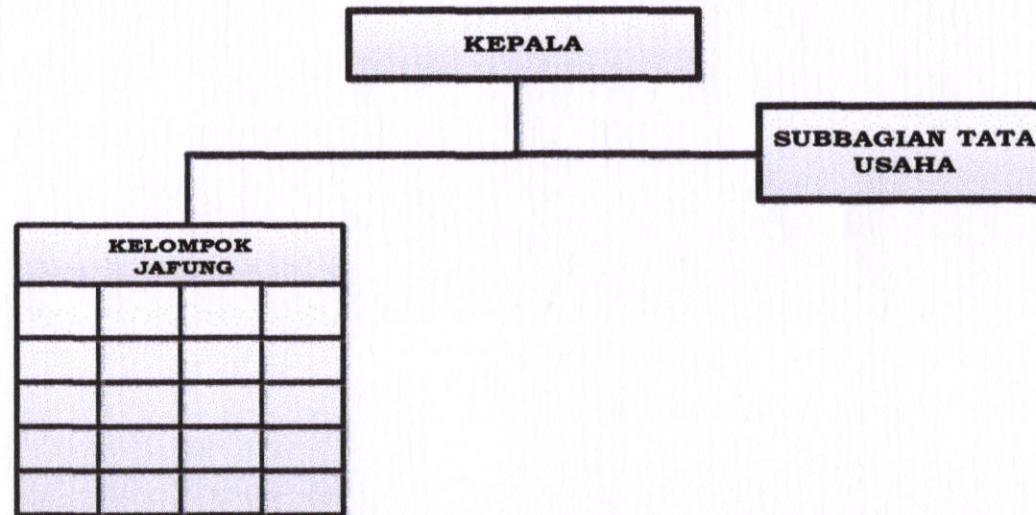 KEPALA
SUBBAGIAN TATA
USAHA
KELOMPOK
JAFUNG